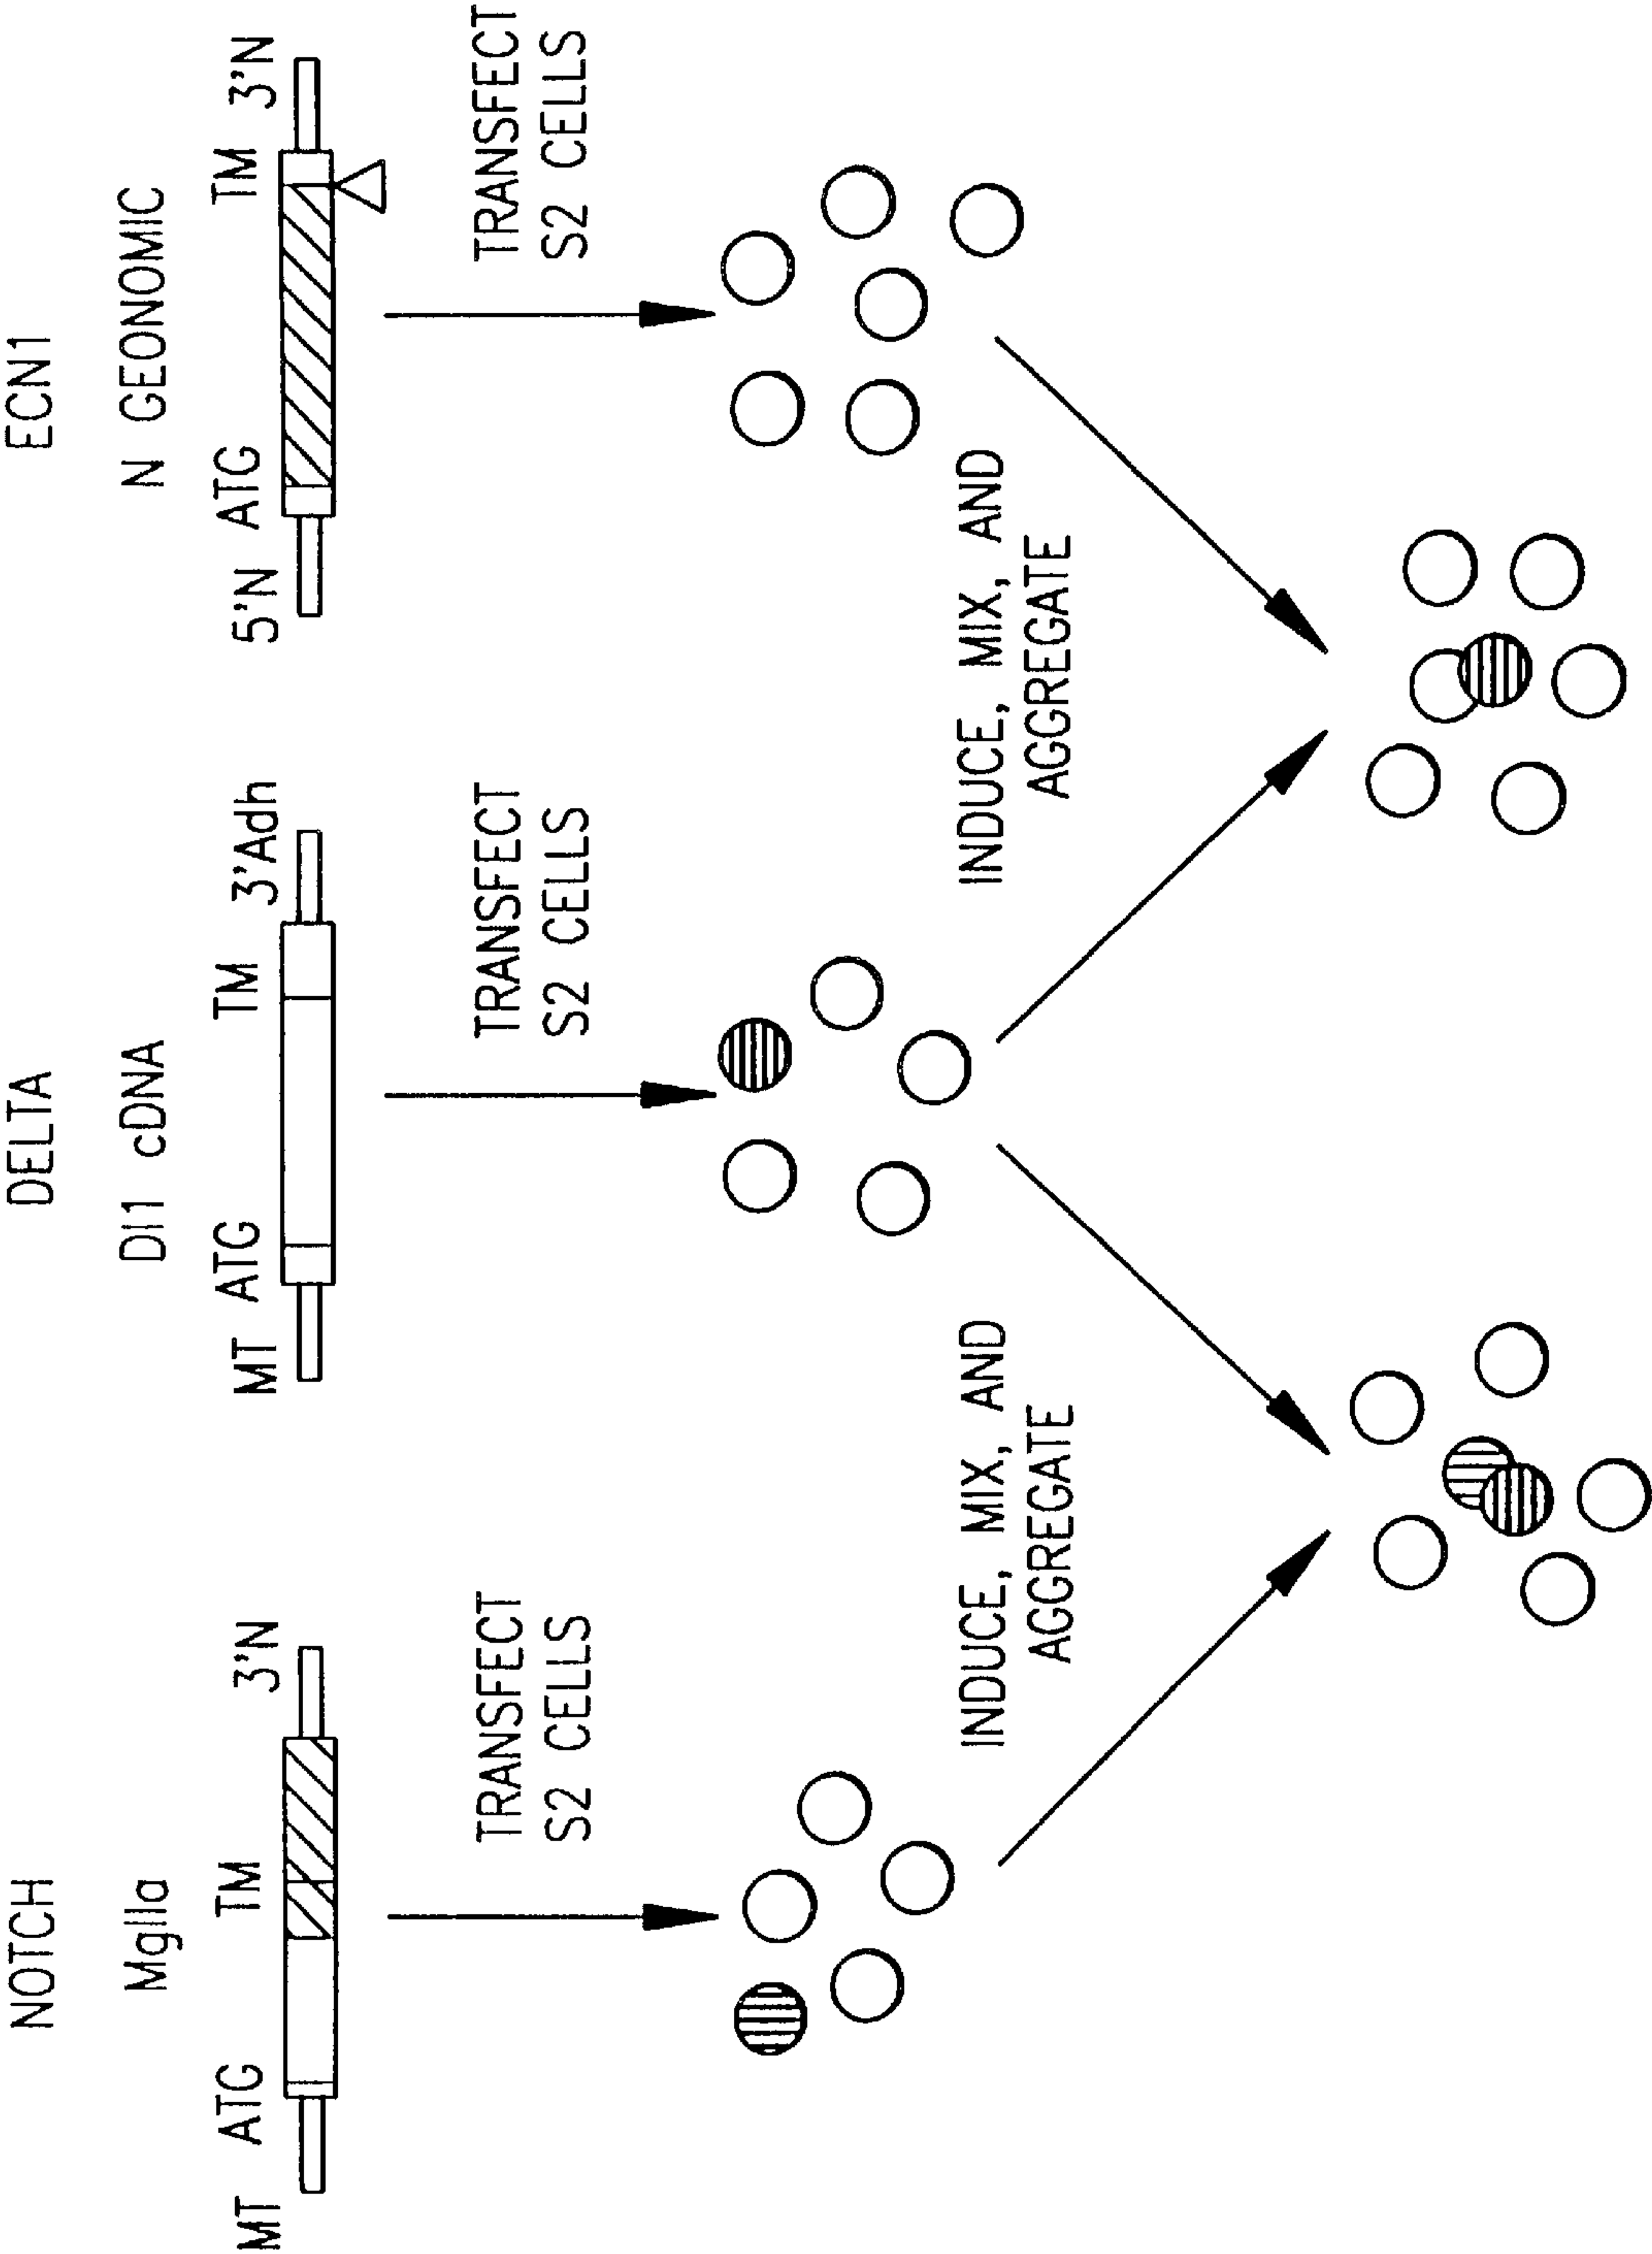 NOTCH
DELTA
ECN1
MgIIa
Dl1 cDNA
N GEONOMIC
MT ATG TM 3'N
MT ATG TM 3'Adh
5'N ATG TM 3'N
TRANSFECT
S2 CELLS
TRANSFECT
S2 CELLS
TRANSFECT
S2 CELLS
INDUCE, MIX, AND
AGGREGATE
INDUCE, MIX, AND
AGGREGATE